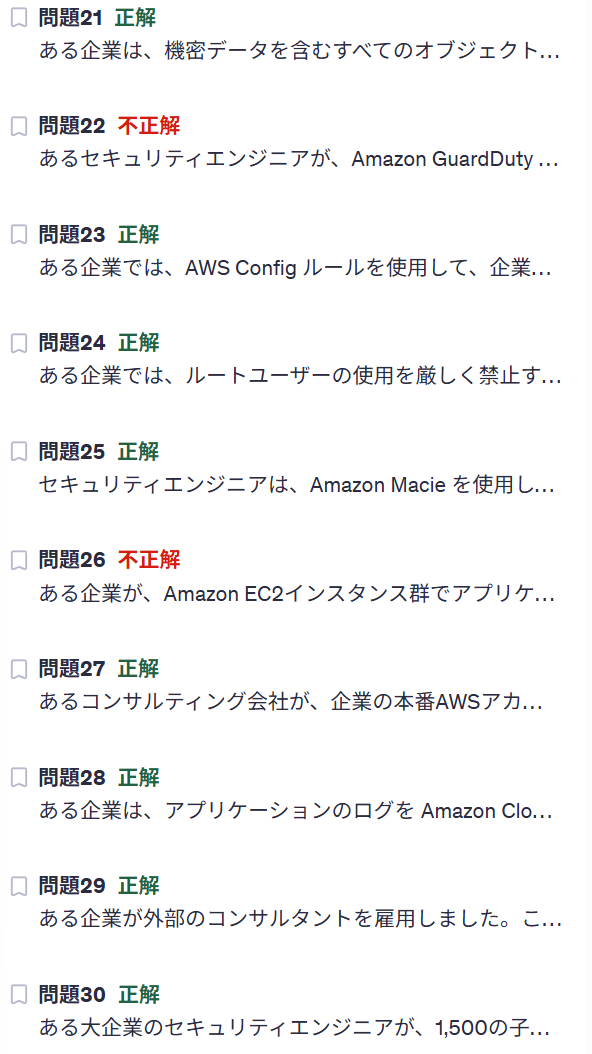 問題21 正解
ある企業は、機密データを含むすべてのオブジェクト...
問題22 不正解
あるセキュリティエンジニアが、Amazon GuardDuty ...
問題23 正解
ある企業では、AWS Config ルールを使用して、企業...
問題24 正解
ある企業では、ルートユーザーの使用を厳しく禁止す...
問題25 正解
セキュリティエンジニアは、Amazon Macie を使用し...
問題26 不正解
ある企業が、Amazon EC2インスタンス群でアプリケ...
問題27 正解
あるコンサルティング会社が、企業の本番AWSアカ...
問題28 正解
ある企業は、アプリケーションのログを Amazon Clo...
問題29 正解
ある企業が外部のコンサルタントを雇用しました。こ...
問題30 正解
ある大企業のセキュリティエンジニアが、1,500の子...